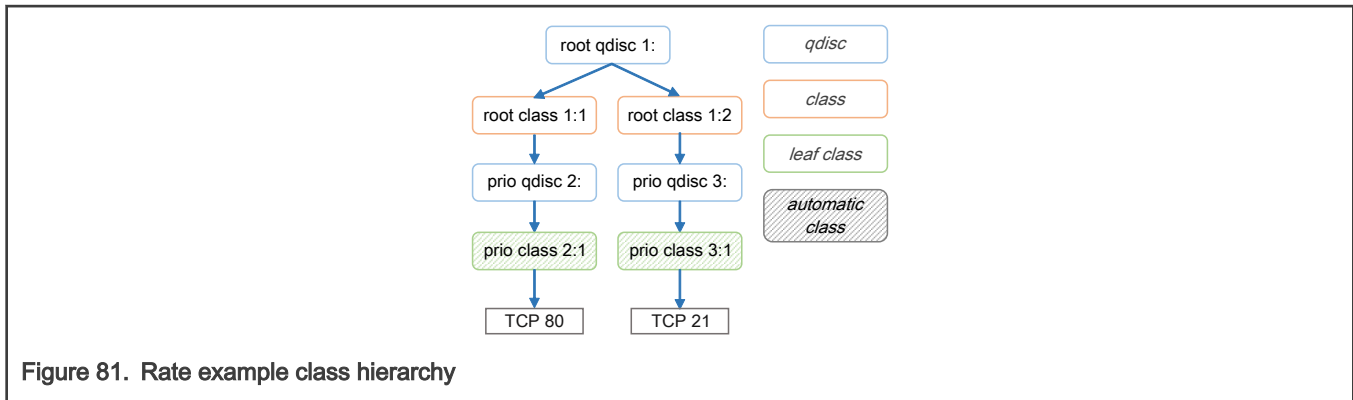 root qdisc 1:
qdisc
root class 1:1
root class 1:2
class
prio qdisc 2:
prio qdisc 3:
leaf class
automatic
class
prio class 2:1
prio class 3:1
TCP 80
TCP 21
Figure 81. Rate example class hierarchy